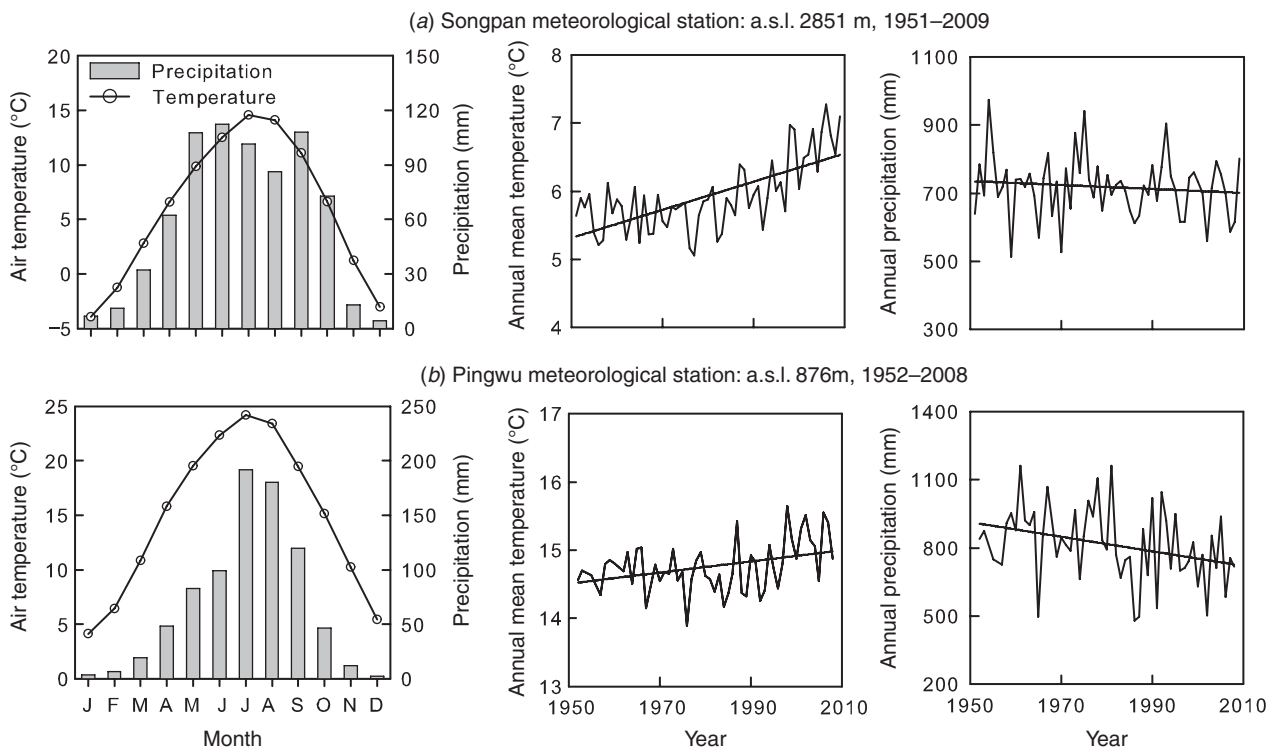 (a) Songpan meteorological station: a.s.l. 2851 m, 1951–2009
Air temperature (°C)
20
15
10
5
0
−5
Precipitation
Temperature
150
120
90
60
30
0
Precipitation (mm)
Annual mean temperature (°C)
8
7
6
5
4
Annual precipitation (mm)
1100
900
700
500
300
(b) Pingwu meteorological station: a.s.l. 876m, 1952–2008
Air temperature (°C)
25
20
15
10
5
0
250
200
150
100
50
0
Precipitation (mm)
J F M A M J J A S O N D
Month
Annual mean temperature (°C)
17
16
15
14
13
1950 1970 1990 2010
Year
Annual precipitation (mm)
1400
1100
800
500
200
1950 1970 1990 2010
Year